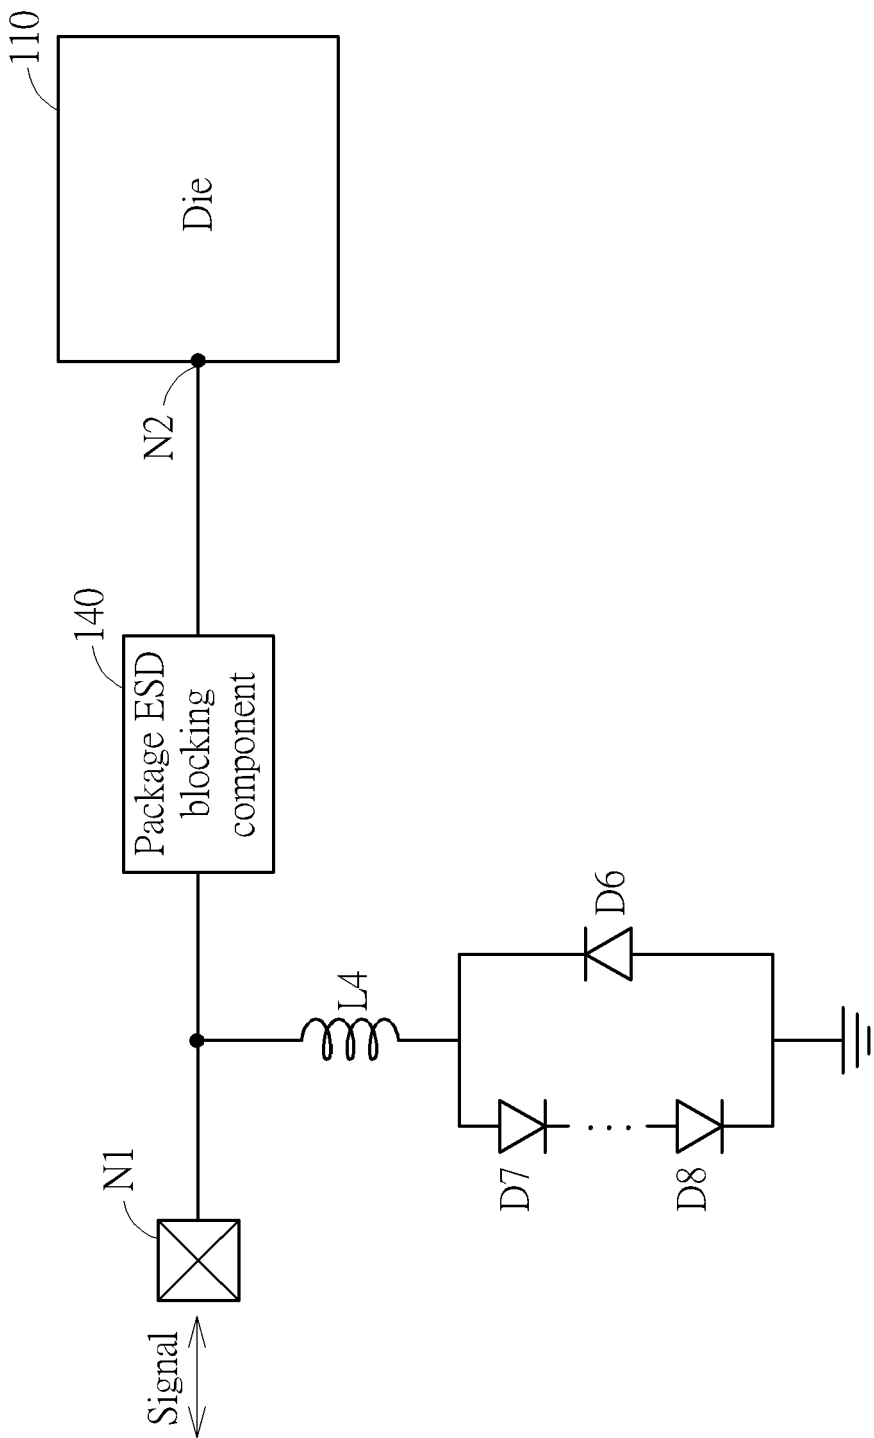 110
Die
N2
140
Package ESD
blocking
component
L4
D6
N1
D7
D8
Signal